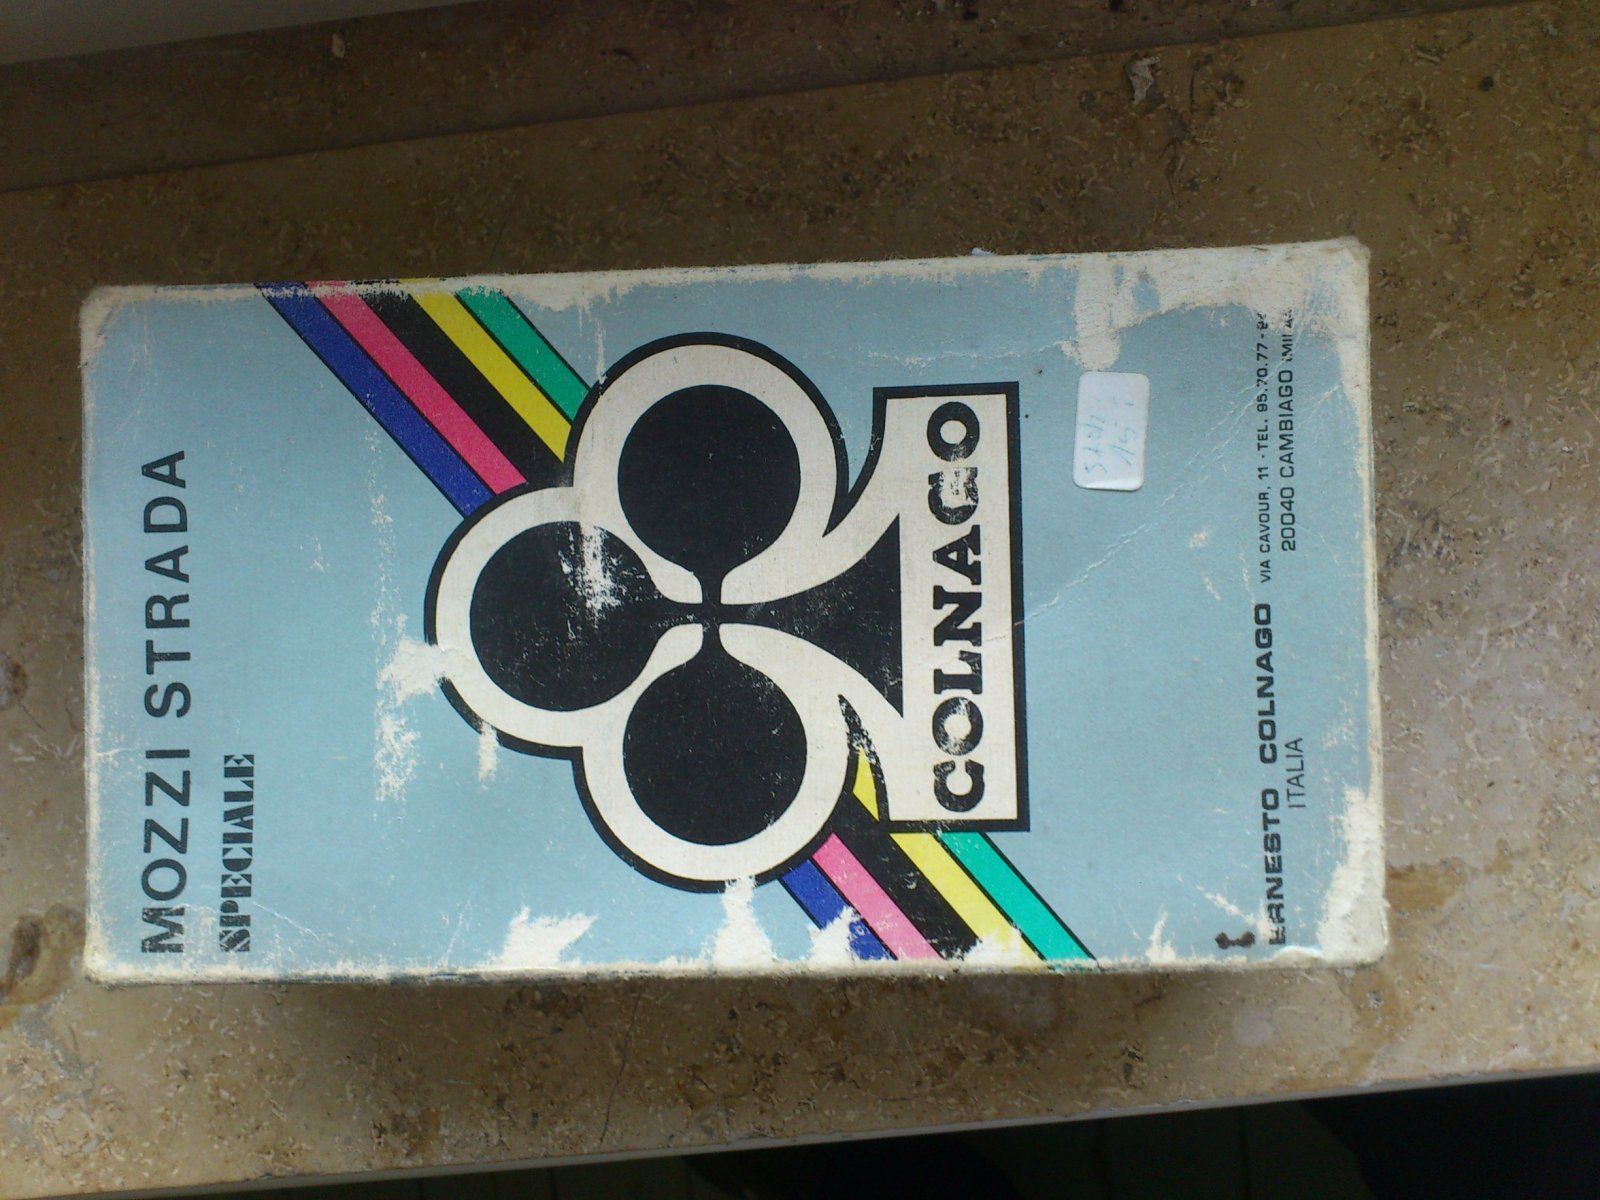 MOZZI STRADA
SPECIALE
COLNAGO
ERNESTO COLNAGO VIA CAVOUR, 11 - TEL. 95.70.77 -
ITALIA 20040 CAMBIAGO